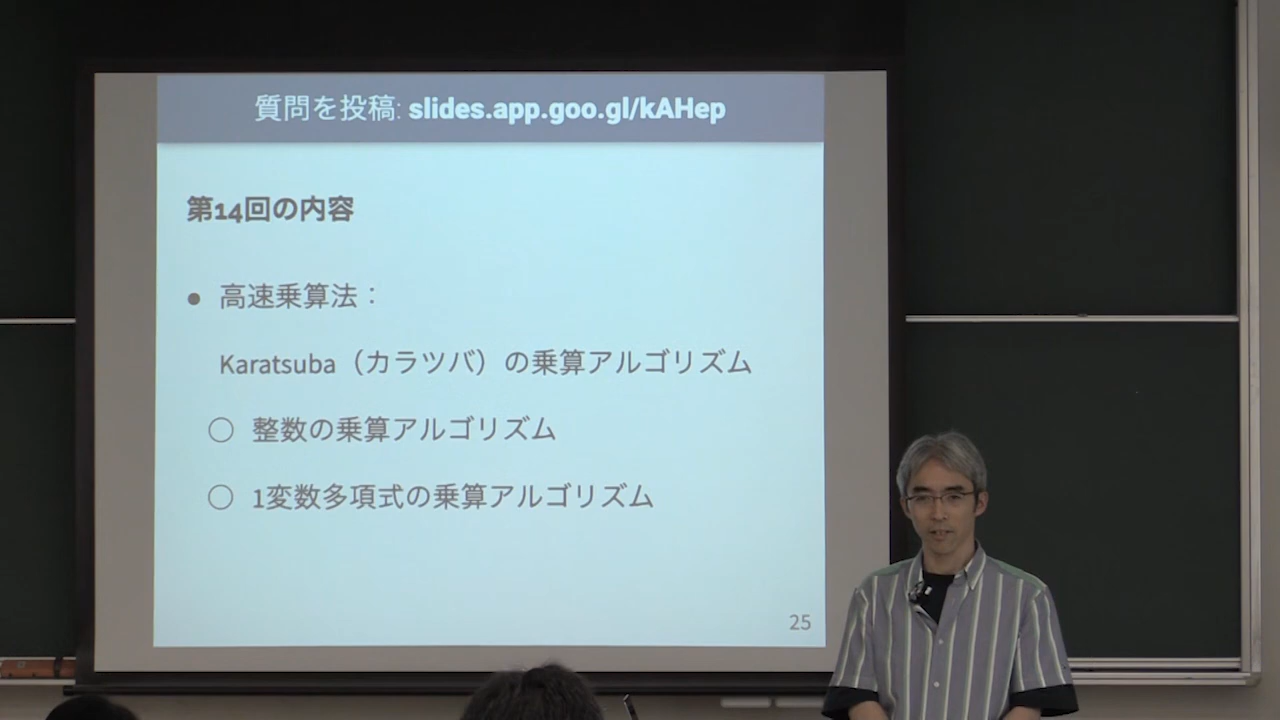 質問を投稿: slides.app.goo.gl/kAHep
第14回の内容
● 高速乗算法：
Karatsuba（カラツバ）の乗算アルゴリズム
○ 整数の乗算アルゴリズム
○ 1変数多項式の乗算アルゴリズム
25